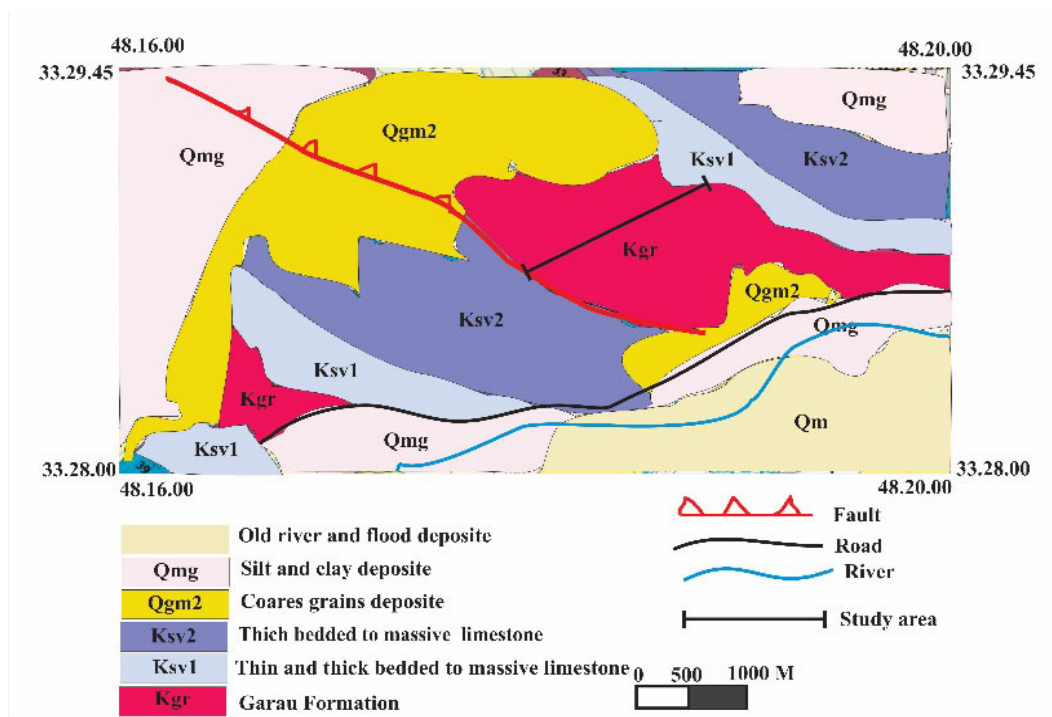 48.16.00 48.20.00
33.29.45 33.29.45
37
Qmg
Qgm2
Qmg
Ksv1
Ksv2
Kgr
Qgm2
Ksv2
Qmg
Ksv1
Kgr
Qm
Ksv1
Qmg
39
33.28.00 33.28.00
48.16.00 48.20.00
Old river and flood deposite
Qmg Silt and clay deposite
Qgm2 Coares grains deposite
Ksv2 Thich bedded to massive limestone
Ksv1 Thin and thick bedded to massive limestone
Kgr Garau Formation
Fault
Road
River
Study area
0 500 1000 M